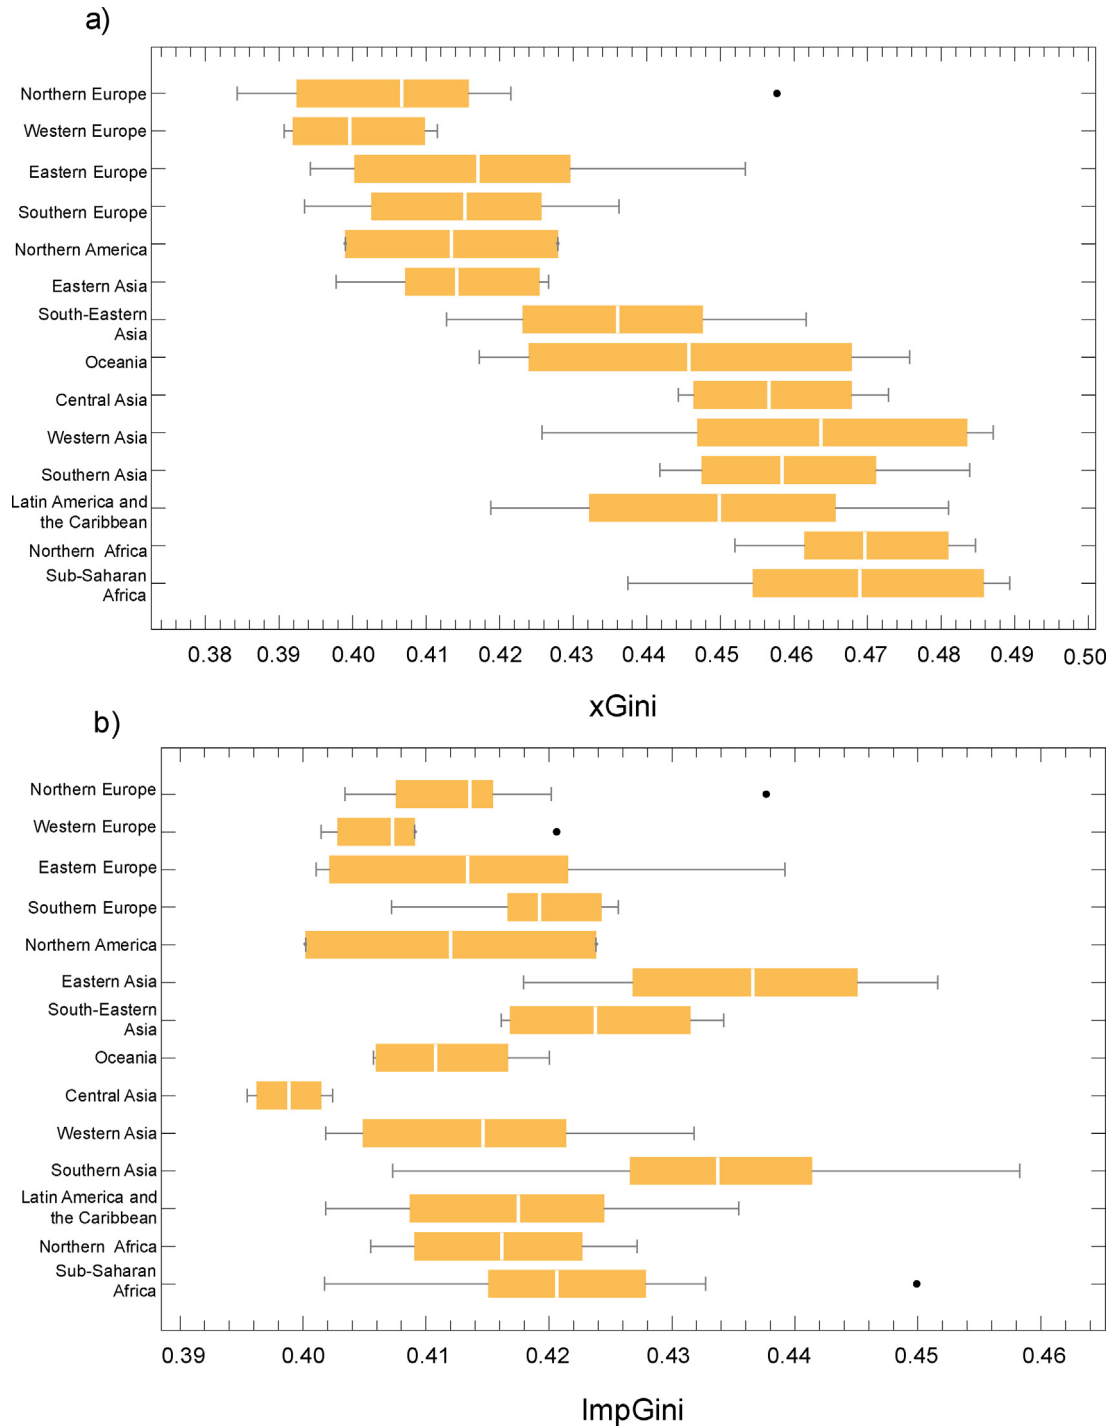 a)
Northern Europe
Western Europe
Eastern Europe
Southern Europe
Northern America
Eastern Asia
South-Eastern
Asia
Oceania
Central Asia
Western Asia
Southern Asia
Latin America and
the Caribbean
Northern Africa
Sub-Saharan
Africa
0.38 0.39 0.40 0.41 0.42 0.43 0.44 0.45 0.46 0.47 0.48 0.49 0.50
xGini
b)
Northern Europe
Western Europe
Eastern Europe
Southern Europe
Northern America
Eastern Asia
South-Eastern
Asia
Oceania
Central Asia
Western Asia
Southern Asia
Latin America and
the Caribbean
Northern Africa
Sub-Saharan
Africa
0.39 0.40 0.41 0.42 0.43 0.44 0.45 0.46
ImpGini